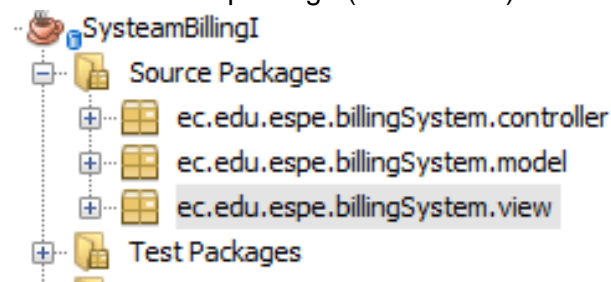 SysteamBillingI
Source Packages
ec.edu.espe.billingSystem.controller
ec.edu.espe.billingSystem.model
ec.edu.espe.billingSystem.view
Test Packages